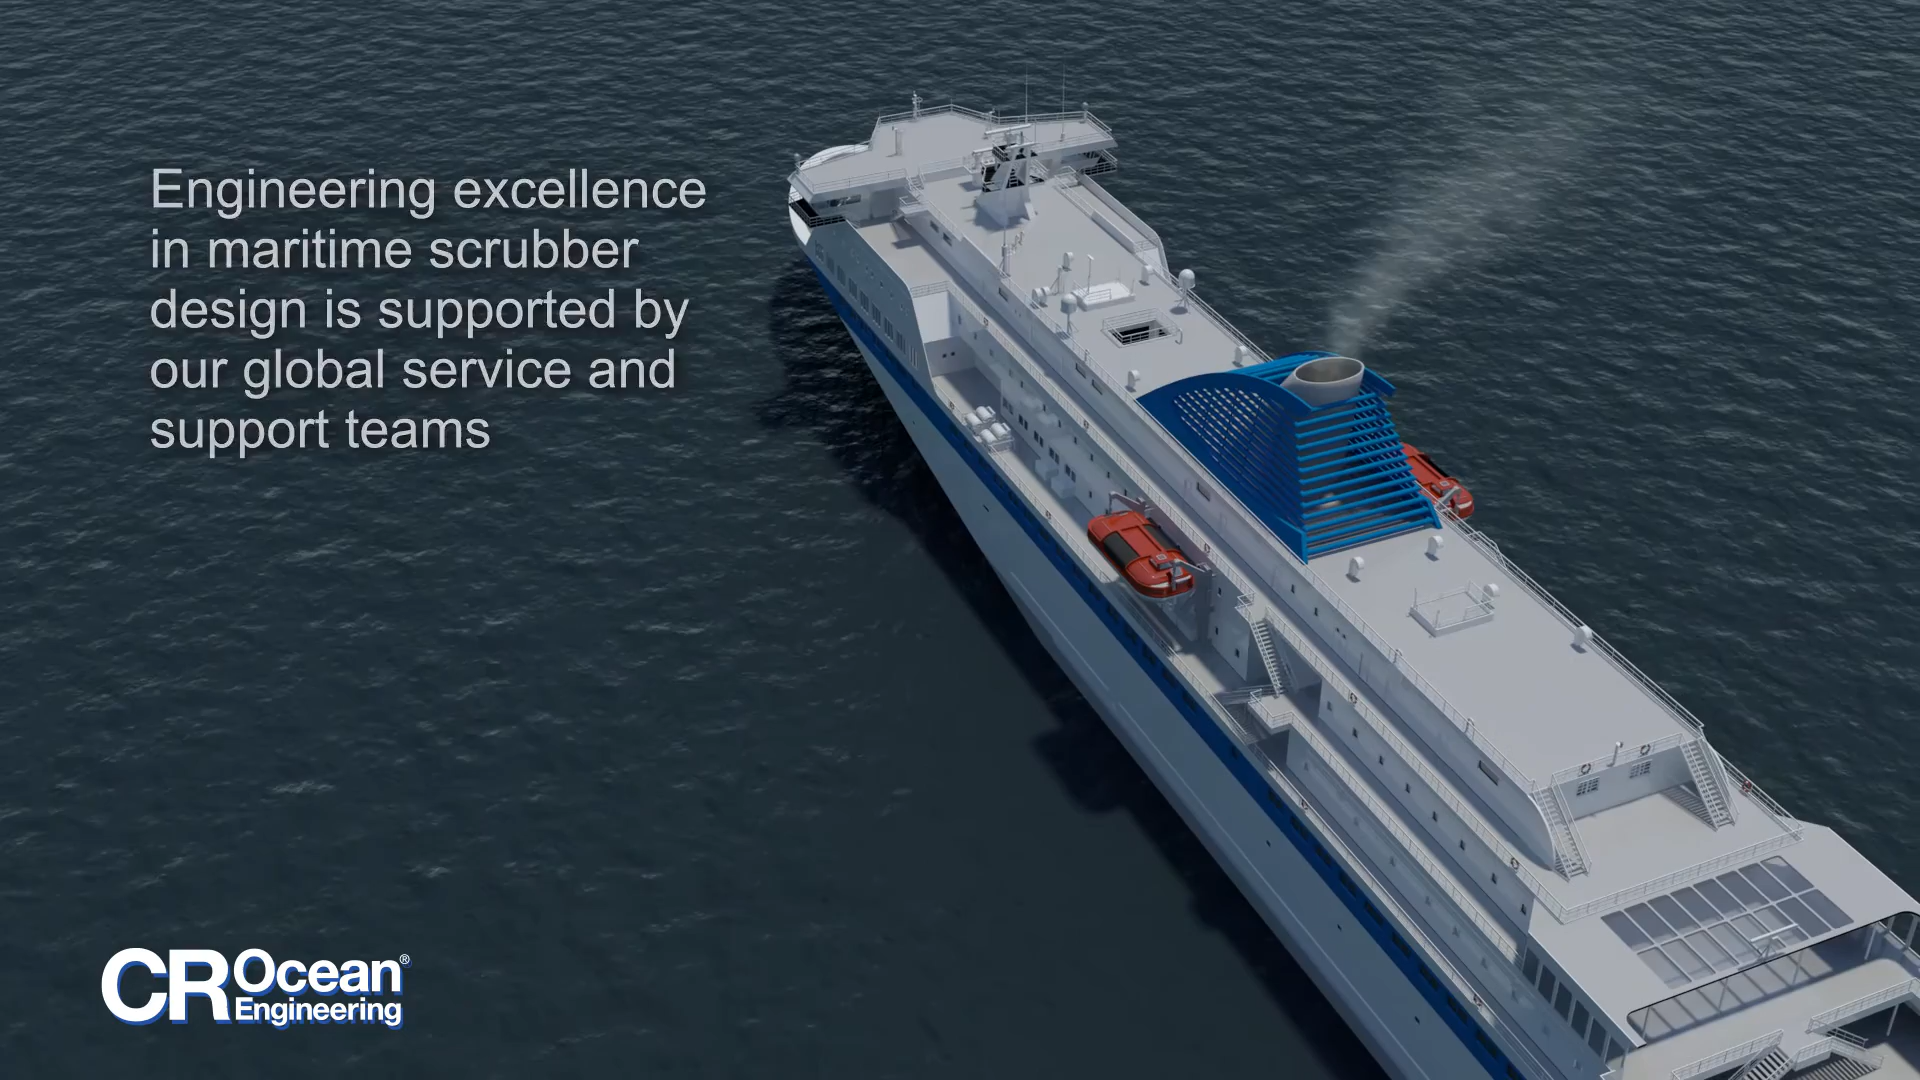 Engineering excellence
in maritime scrubber
design is supported by
our global service and
support teams
CR Ocean®
Engineering